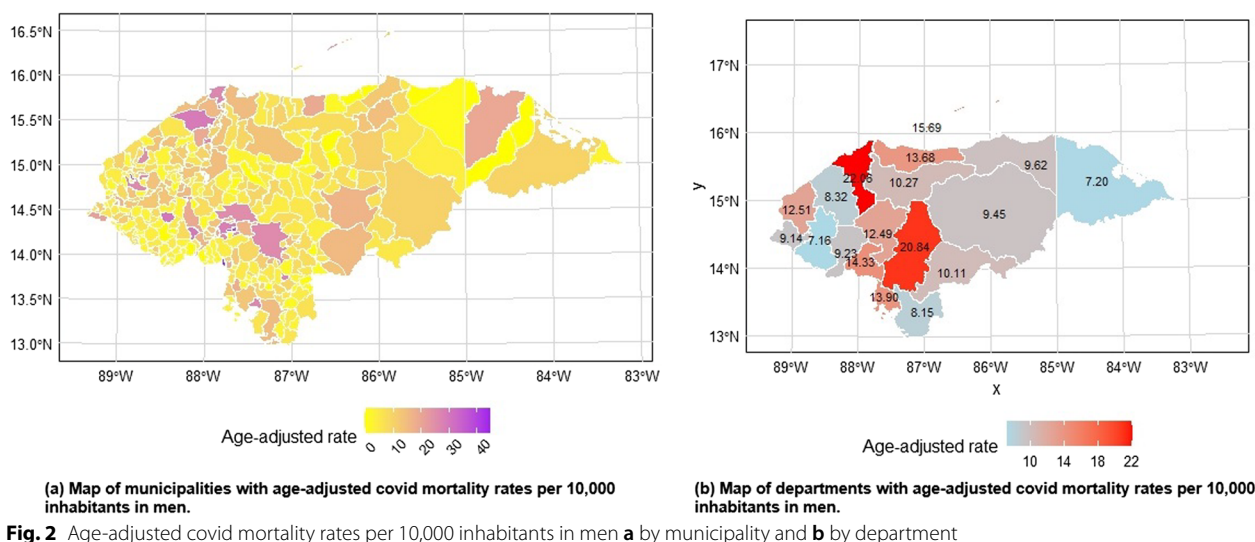 16.5°N
16.0°N
15.5°N
15.0°N
14.5°N
14.0°N
13.5°N
13.0°N
89°W 88°W 87°W 86°W 85°W 84°W 83°W
Age-adjusted rate
0 10 20 30 40
(a) Map of municipalities with age-adjusted covid mortality rates per 10,000
inhabitants in men.
y
17°N
16°N
15°N
14°N
13°N
15.69
13.68
9.62
22.08
10.27
7.20
8.32
12.51
9.45
9.14
7.16
12.49
20.84
9.23
14.33
10.11
13.90
8.15
89°W 88°W 87°W 86°W 85°W 84°W 83°W
x
Age-adjusted rate
10 14 18 22
(b) Map of departments with age-adjusted covid mortality rates per 10,000
inhabitants in men.
Fig. 2 Age-adjusted covid mortality rates per 10,000 inhabitants in men a by municipality and b by department